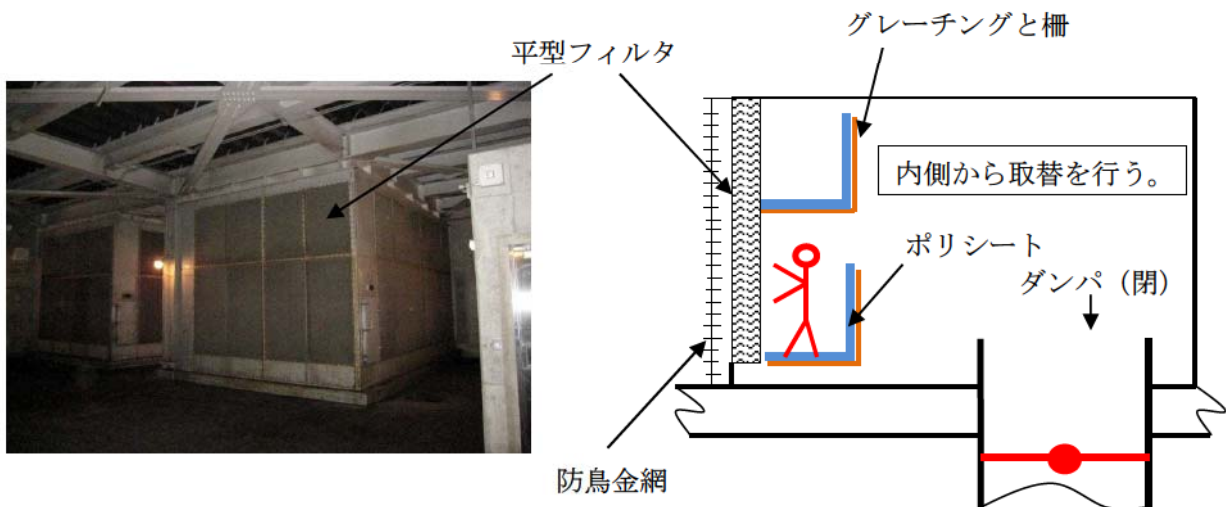 グレーチングと柵
平型フィルタ
内側から取替を行う。
ポリシート
ダンパ（閉）
防鳥金網